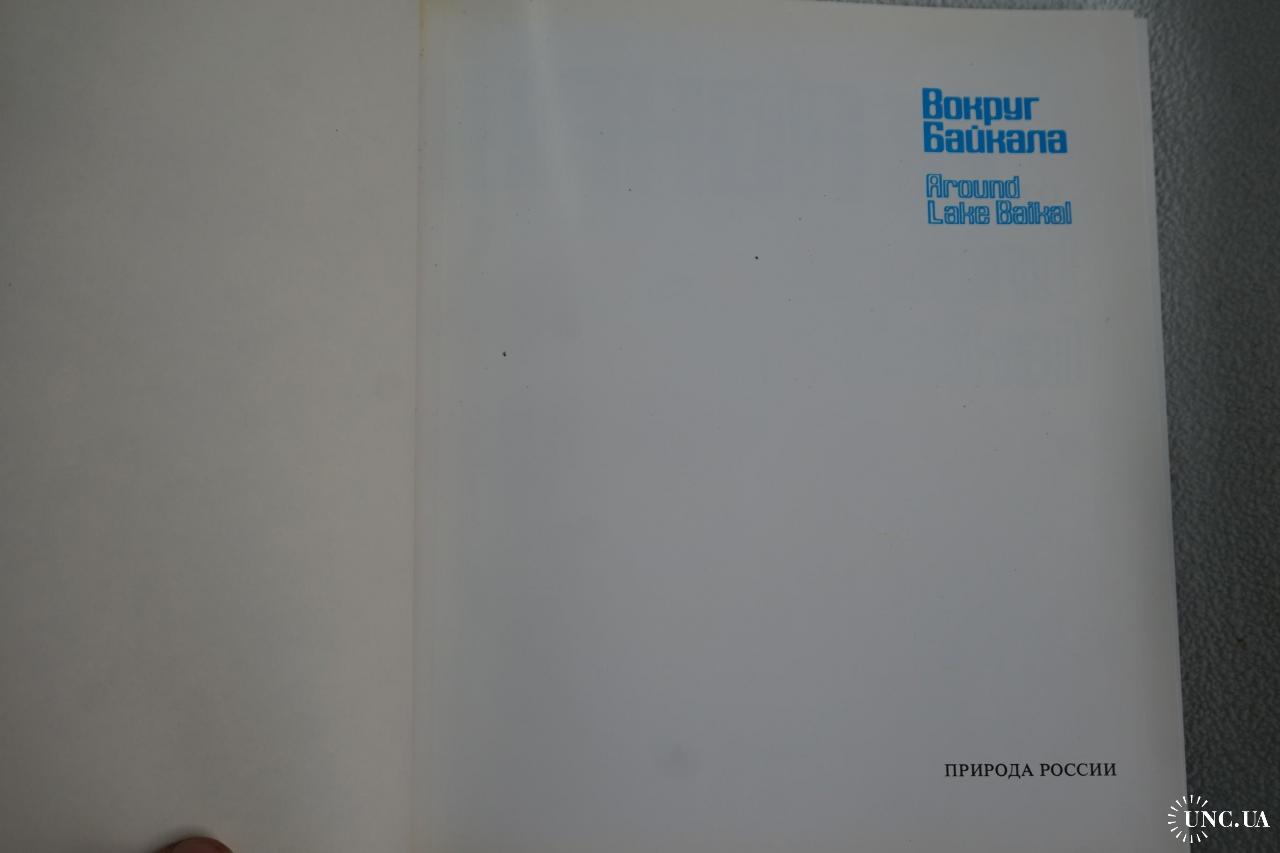 Вокруг
Байкала
Around
Lake Baikal
ПРИРОДА РОССИИ
UNC.UA